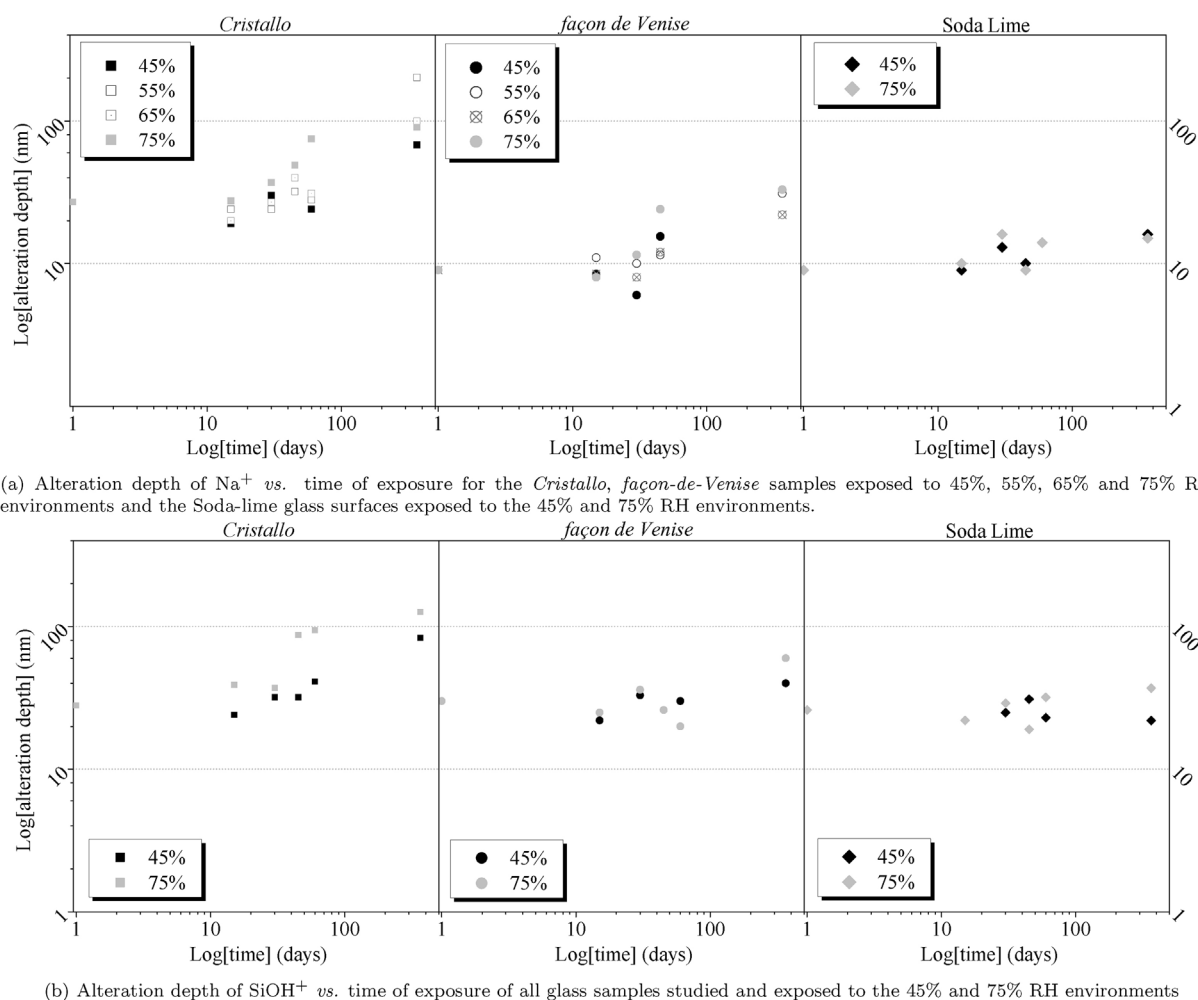 Cristallo façon de Venise Soda Lime
45% 45% 45%
55% 55% 75%
65% 65%
75% 75%
Log[alteration depth] (nm)
100 100
10 10
1
1 10 100 1 10 100 1 10 100
Log[time] (days) Log[time] (days) Log[time] (days)
(a) Alteration depth of Na+ vs. time of exposure for the Cristallo, façon-de-Venise samples exposed to 45%, 55%, 65% and 75% R
environments and the Soda-lime glass surfaces exposed to the 45% and 75% RH environments.
Cristallo façon de Venise Soda Lime
Log[alteration depth] (nm)
100 100
10 10
45% 45% 45%
75% 75% 75%
1 1
1 10 100 1 10 100 1 10 100
Log[time] (days) Log[time] (days) Log[time] (days)
(b) Alteration depth of SiOH+ vs. time of exposure of all glass samples studied and exposed to the 45% and 75% RH environments